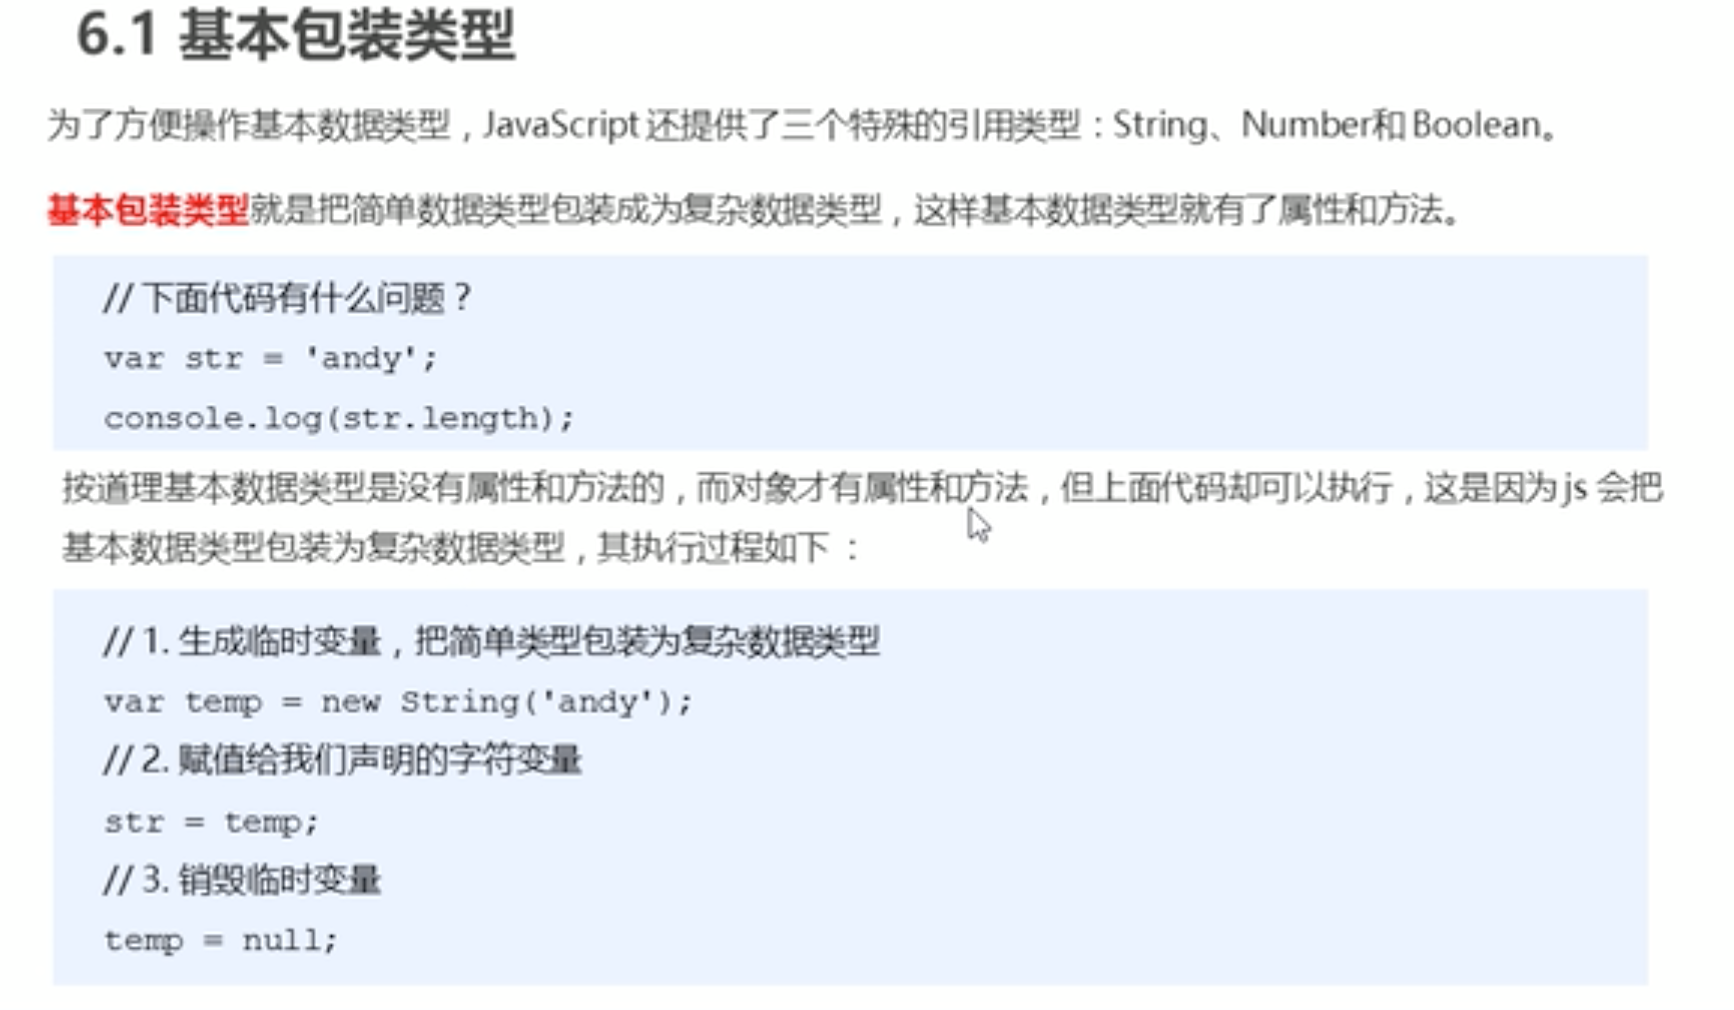 6.1 基本包装类型
为了方便操作基本数据类型，JavaScript 还提供了三个特殊的引用类型：String、Number和 Boolean。
基本包装类型就是把简单数据类型包装成为复杂数据类型，这样基本数据类型就有了属性和方法。
// 下面代码有什么问题？
var str = 'andy';
console.log(str.length);
按道理基本数据类型是没有属性和方法的，而对象才有属性和方法，但上面代码却可以执行，这是因为 js 会把
基本数据类型包装为复杂数据类型，其执行过程如下 ：
// 1. 生成临时变量，把简单类型包装为复杂数据类型
var temp = new String('andy');
// 2. 赋值给我们声明的字符变量
str = temp;
// 3. 销毁临时变量
temp = null;